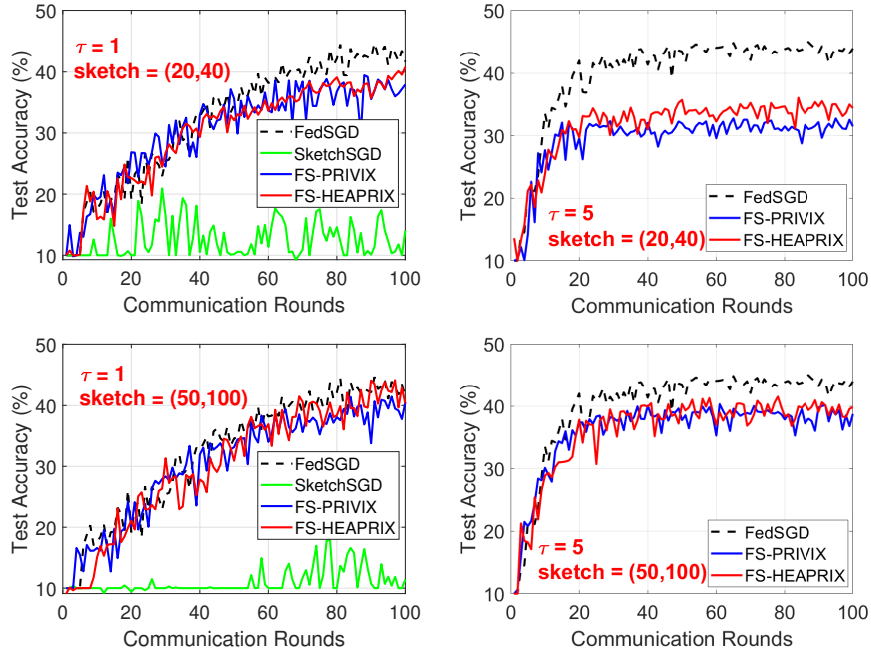 50
40
30
20
10
Test Accuracy (%)
τ = 1
sketch = (20,40)
FedSGD
SketchSGD
FS-PRIVIX
FS-HEAPRIX
0 20 40 60 80 100
Communication Rounds
50
40
30
20
10
Test Accuracy (%)
τ = 5
sketch = (20,40)
FedSGD
FS-PRIVIX
FS-HEAPRIX
0 20 40 60 80 100
Communication Rounds
50
40
30
20
10
Test Accuracy (%)
τ = 1
sketch = (50,100)
FedSGD
SketchSGD
FS-PRIVIX
FS-HEAPRIX
0 20 40 60 80 100
Communication Rounds
50
40
30
20
10
Test Accuracy (%)
τ = 5
sketch = (50,100)
FedSGD
FS-PRIVIX
FS-HEAPRIX
0 20 40 60 80 100
Communication Rounds